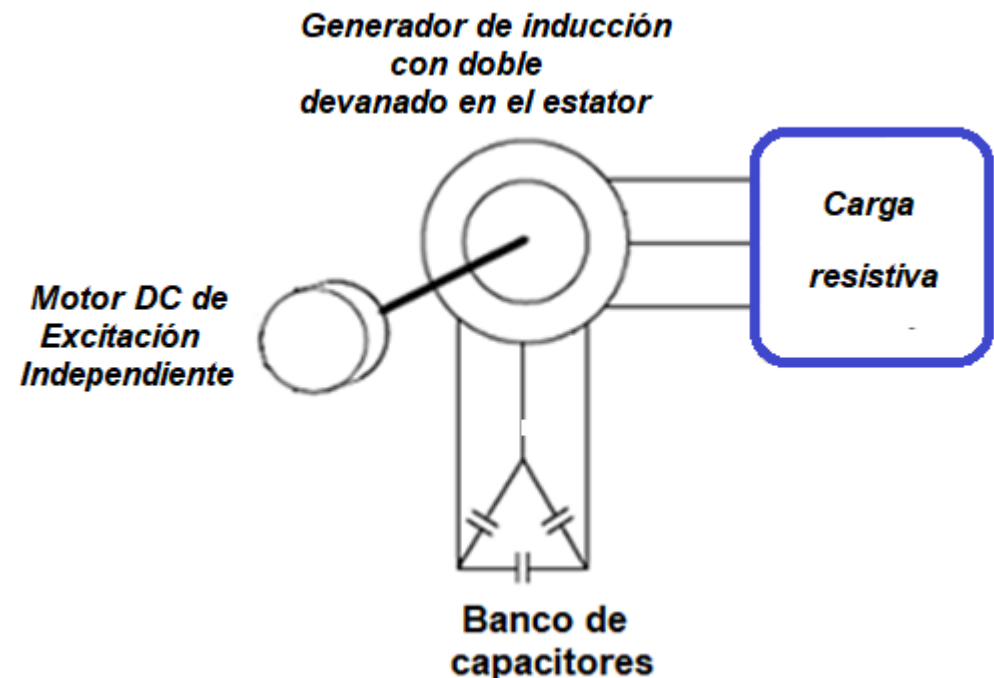 Generador de inducción
con doble
devanado en el estator
Carga
resistiva
Motor DC de
Excitación
Independiente
Banco de
capacitores